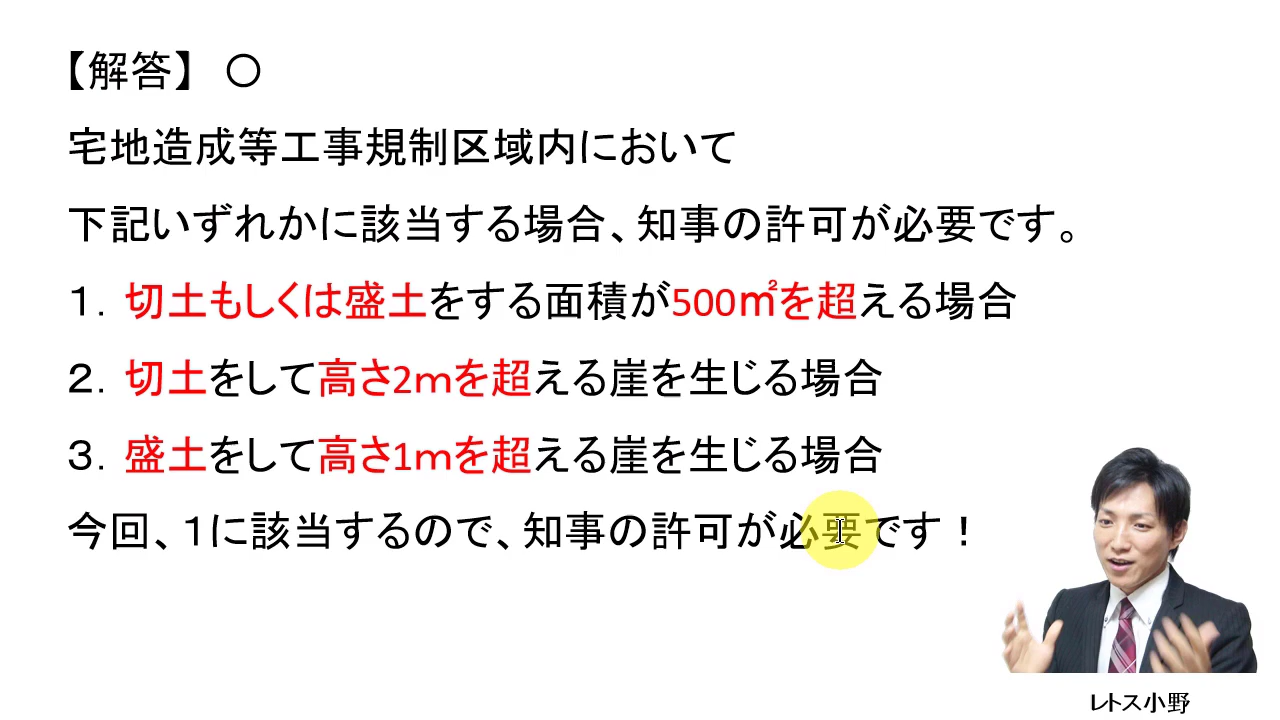 【解答】　○
宅地造成等工事規制区域内において
下記いずれかに該当する場合、知事の許可が必要です。
１．切土もしくは盛土をする面積が500㎡を超える場合
２．切土をして高さ2ｍを超える崖を生じる場合
３．盛土をして高さ1ｍを超える崖を生じる場合
今回、１に該当するので、知事の許可が必要です！
レトス小野